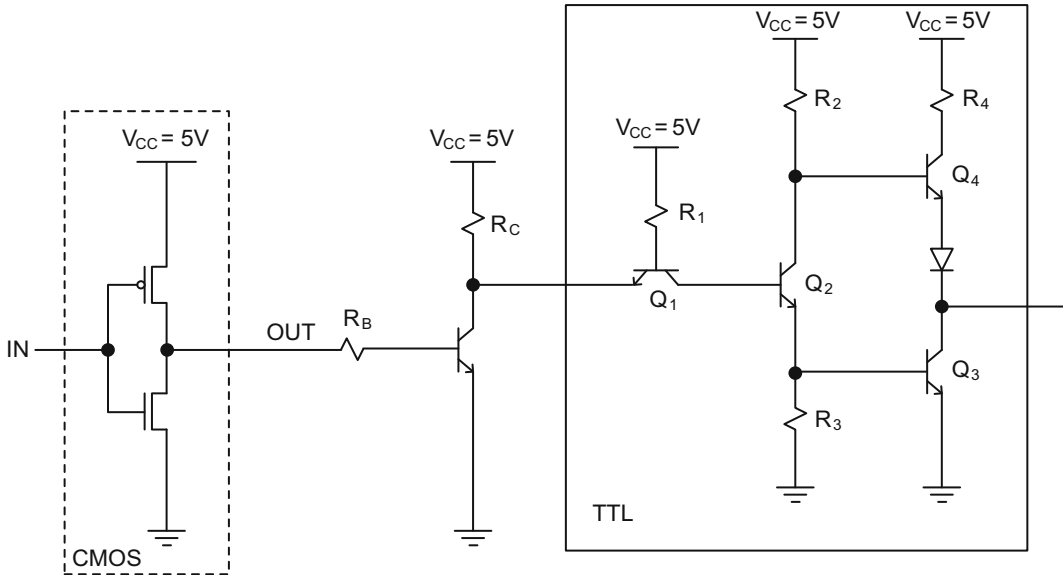 V_CC = 5V
V_CC = 5V
R_2
R_4
V_CC = 5V
V_CC = 5V
V_CC = 5V
Q_4
R_1
R_C
Q_2
Q_1
R_B
OUT
IN
Q_3
R_3
TTL
CMOS